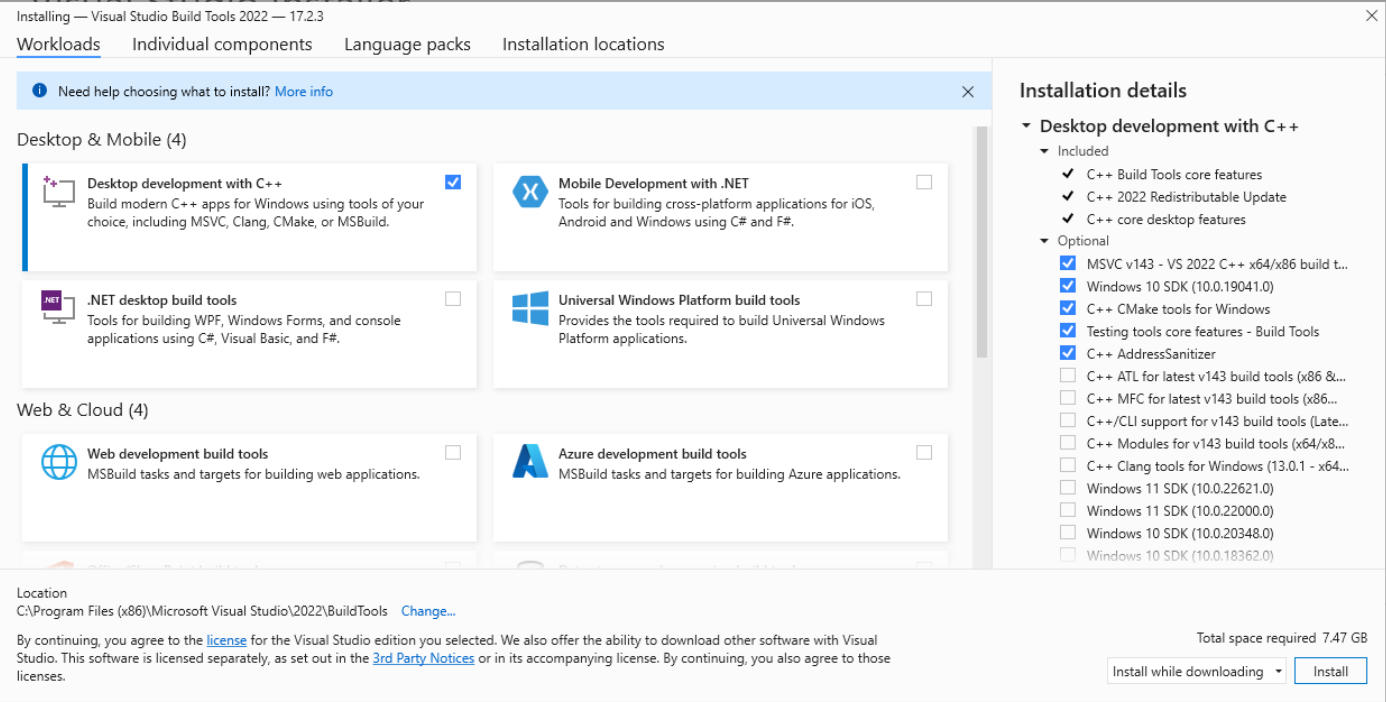 Installing — Visual Studio Build Tools 2022 — 17.2.3
Workloads Individual components Language packs Installation locations
Need help choosing what to install? More info
Desktop & Mobile (4)
Desktop development with C++
Build modern C++ apps for Windows using tools of your
choice, including MSVC, Clang, CMake, or MSBuild.
Mobile Development with .NET
Tools for building cross-platform applications for iOS,
Android and Windows using C# and F#.
.NET
.NET desktop build tools
Tools for building WPF, Windows Forms, and console
applications using C#, Visual Basic, and F#.
Universal Windows Platform build tools
Provides the tools required to build Universal Windows
Platform applications.
Web & Cloud (4)
Web development build tools
MSBuild tasks and targets for building web applications.
Azure development build tools
MSBuild tasks and targets for building Azure applications.
Installation details
Desktop development with C++
Included
C++ Build Tools core features
C++ 2022 Redistributable Update
C++ core desktop features
Optional
MSVC v143 - VS 2022 C++ x64/x86 build t...
Windows 10 SDK (10.0.19041.0)
C++ CMake tools for Windows
Testing tools core features - Build Tools
C++ AddressSanitizer
C++ ATL for latest v143 build tools (x86 &...
C++ MFC for latest v143 build tools (x86...
C++/CLI support for v143 build tools (Late...
C++ Modules for v143 build tools (x64/x8...
C++ Clang tools for Windows (13.0.1 - x64...
Windows 11 SDK (10.0.22621.0)
Windows 11 SDK (10.0.22000.0)
Windows 10 SDK (10.0.20348.0)
Windows 10 SDK (10.0.18362.0)
Location
C:\Program Files (x86)\Microsoft Visual Studio\2022\BuildTools Change...
By continuing, you agree to the license for the Visual Studio edition you selected. We also offer the ability to download other software with Visual
Studio. This software is licensed separately, as set out in the 3rd Party Notices or in its accompanying license. By continuing, you also agree to those
licenses.
Total space required 7.47 GB
Install while downloading Install